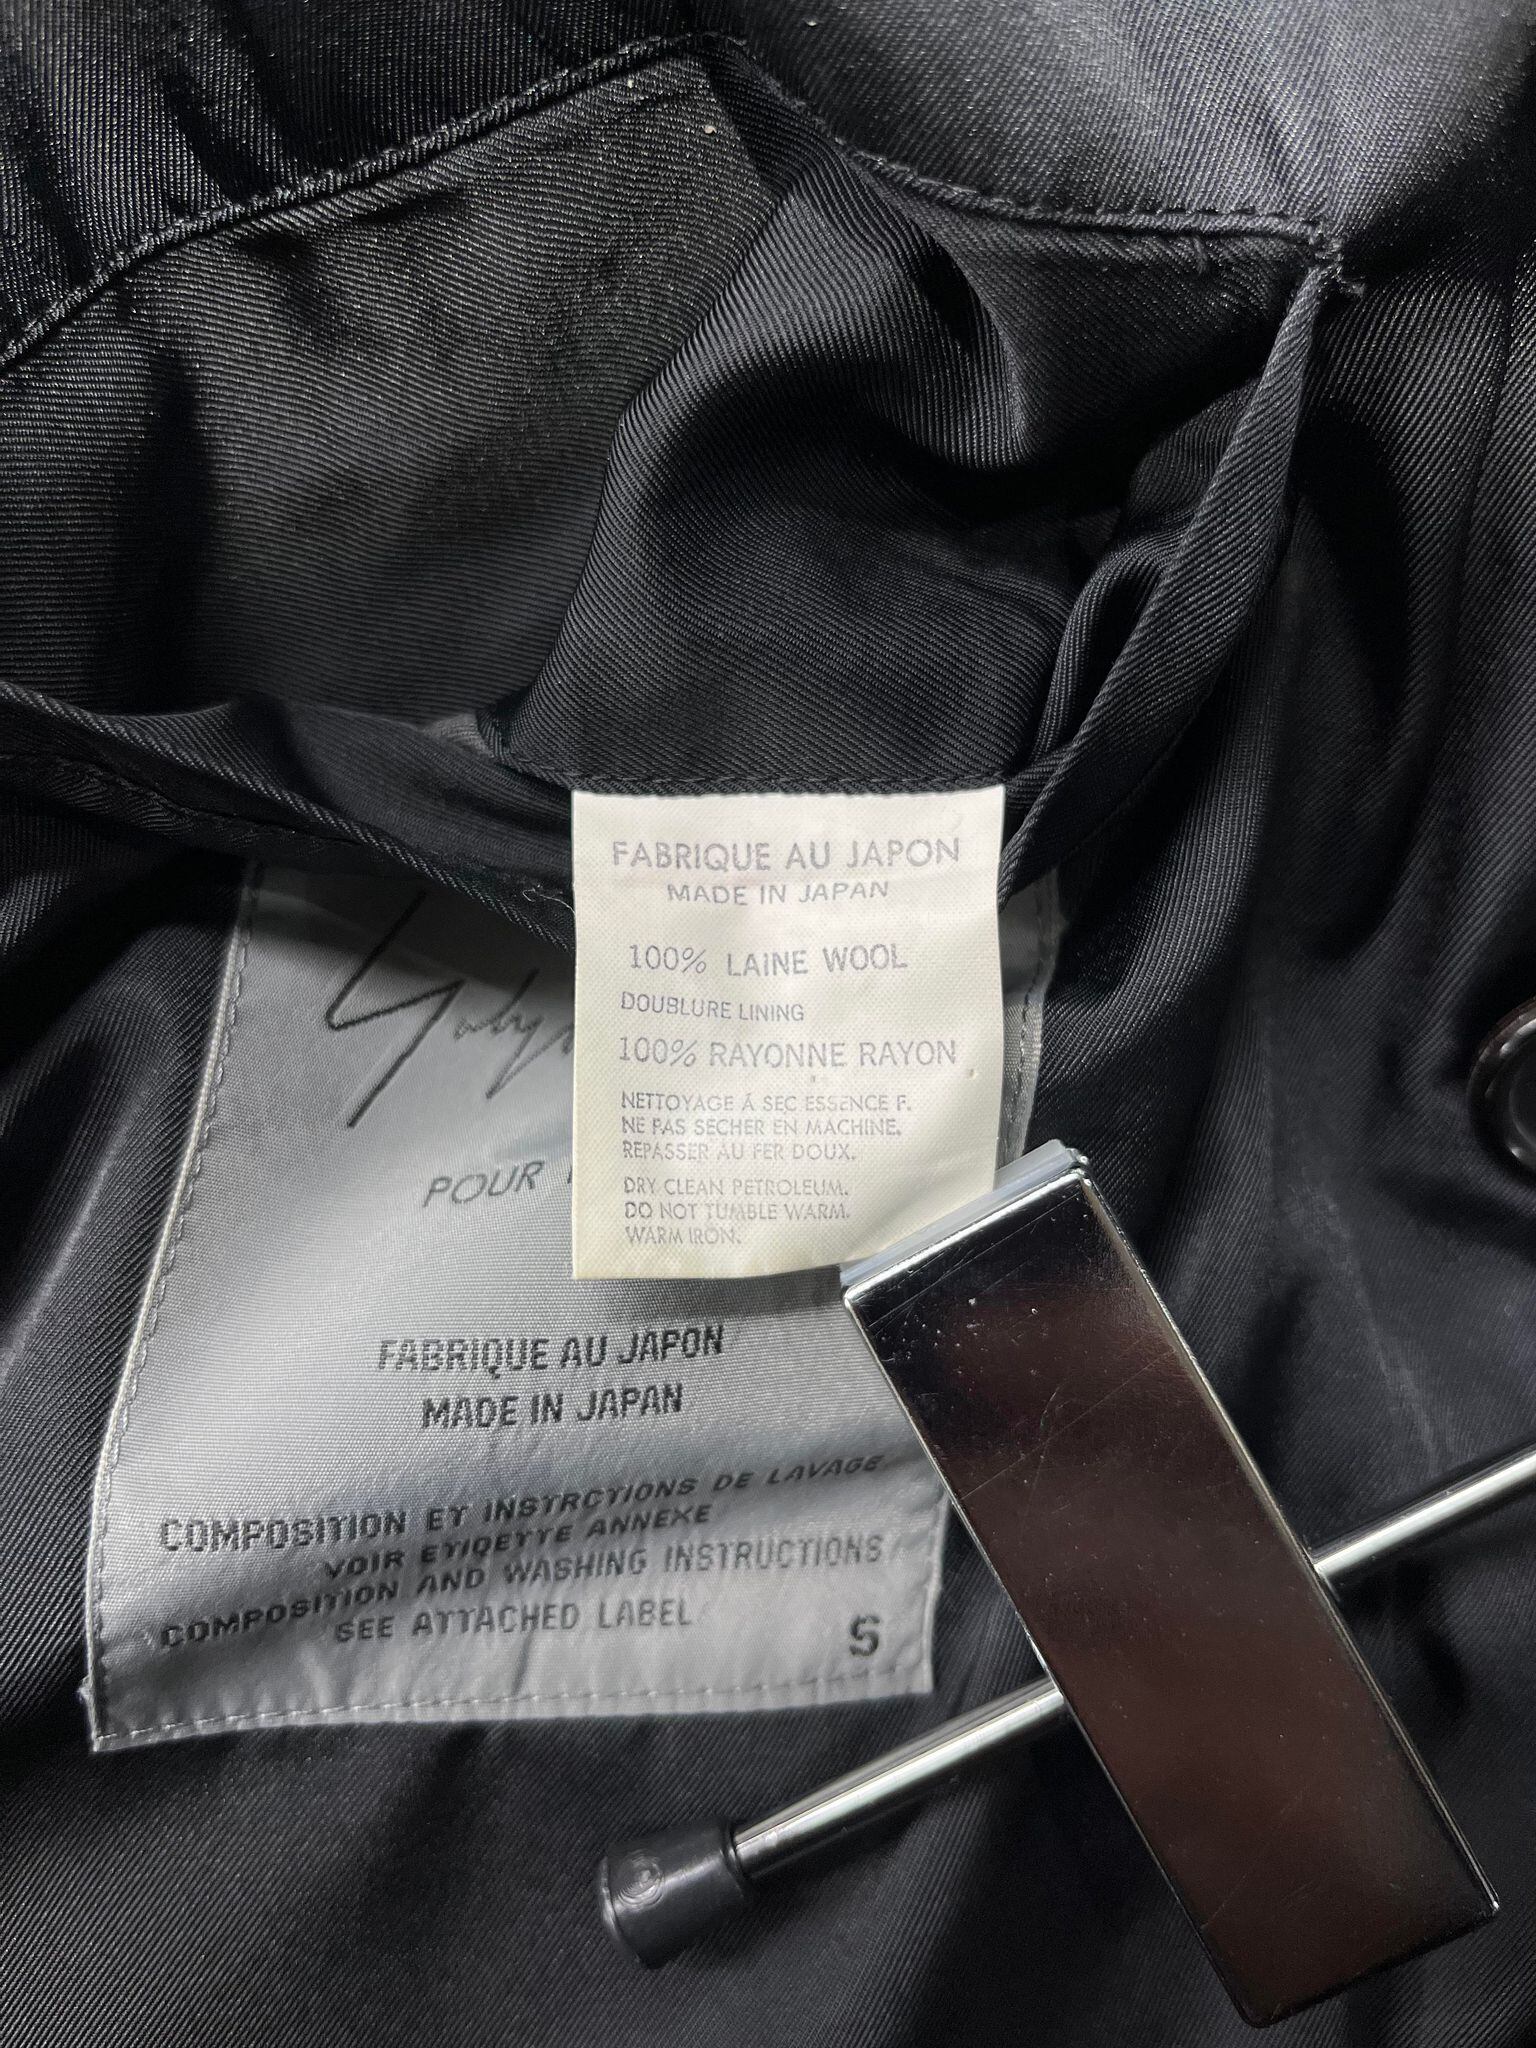 FABRIQUE AU JAPON
MADE IN JAPAN
100% LAINE WOOL
DOUBLURE LINING
100% RAYONNE RAYON
NETTOYAGE Á SEC ESSENCE F.
NE PAS SECHER EN MACHINE.
REPASSER AU FER DOUX.
DRY CLEAN PETROLEUM.
DO NOT TUMBLE WARM.
WARM IRON.
POUR
FABRIQUE AU JAPON
MADE IN JAPAN
COMPOSITION ET INSTRCTIONS DE LAVAGE
VOIR ETIQETTE ANNEXE
COMPOSITION AND WASHING INSTRUCTIONS
SEE ATTACHED LABEL
S